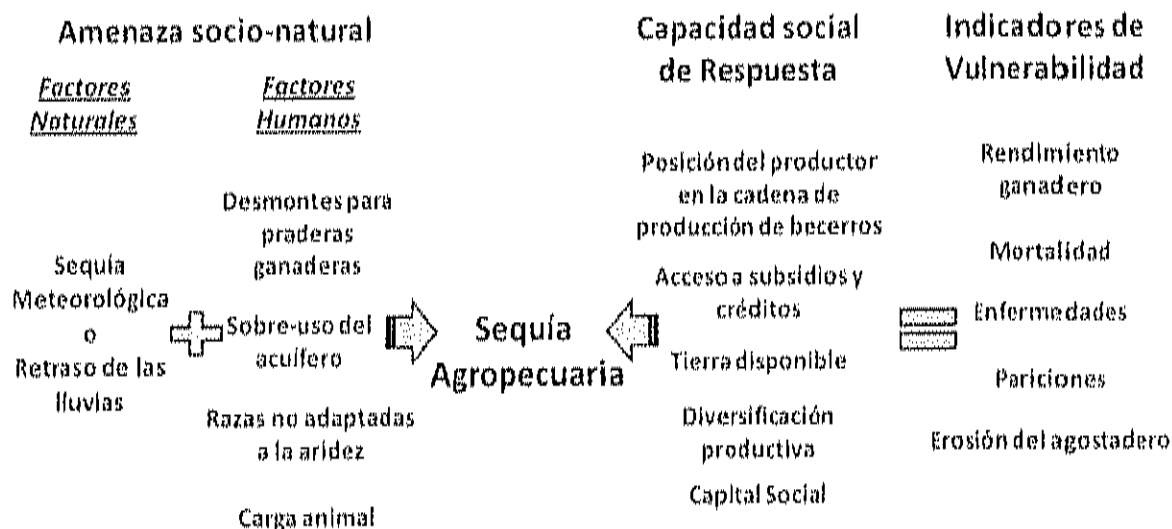 Amenaza socio-natural
Factores
Naturales
Sequía
Meteorológica
o
Retraso de las
lluvias
Factores
Humanos
Desmontes para
praderas
ganaderas
Sobre-uso del
acuífero
Razas no adaptadas
a la aridez
Carga animal
Sequía
Agropecuaria
Capacidad social
de Respuesta
Posición del productor
en la cadena de
producción de becerros
Acceso a subsidios y
créditos
Tierra disponible
Diversificación
productiva
Capital Social
Indicadores de
Vulnerabilidad
Rendimiento
ganadero
Mortalidad
Enfermedades
Pariciones
Erosión del agostadero